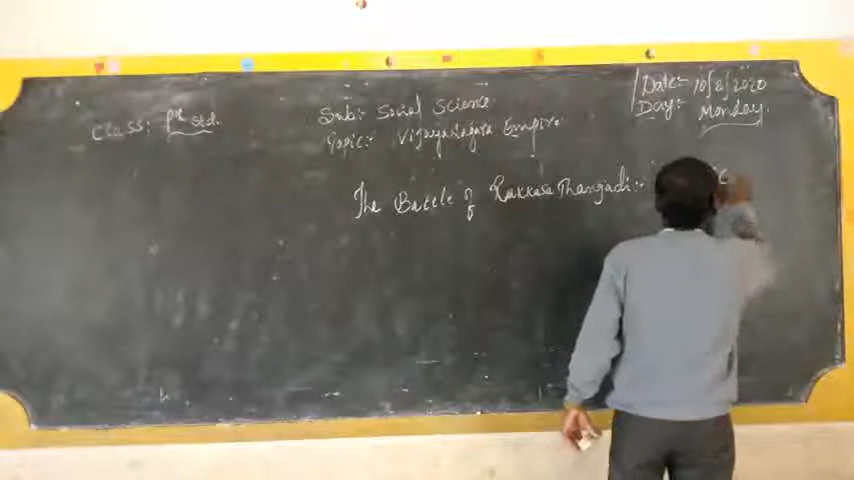 Class: Std.
Sub:- Social Science
Topic:- Vijayanagara Empire
Date:- 10/8/2020
Day:- Monday.
The Battle of Rakkasa Thangadi:-